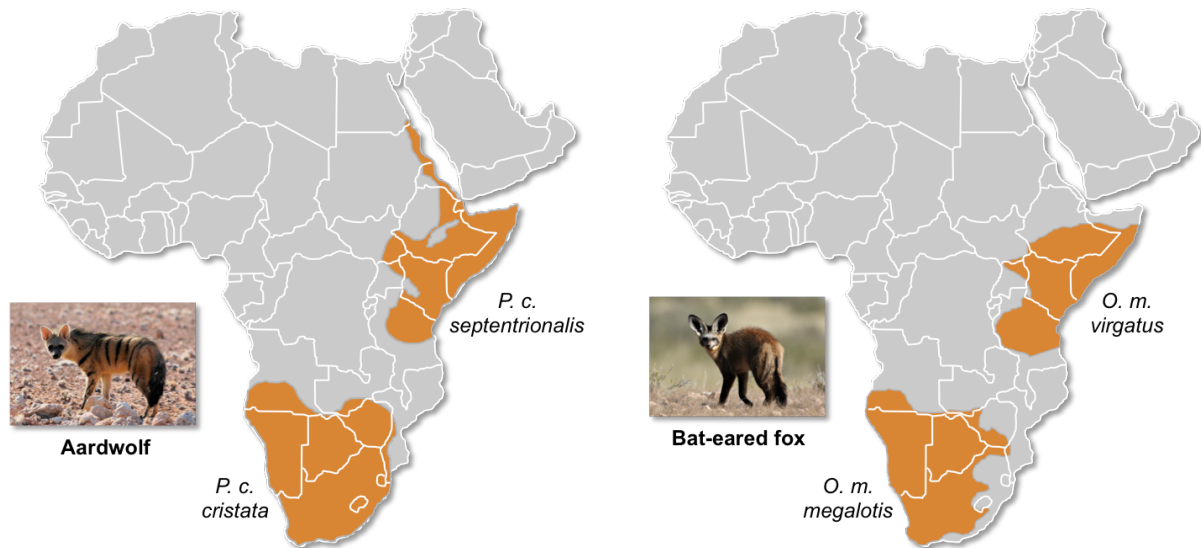 P. c.
septentrionalis
Aardwolf
P. c.
cristata
O. m.
virgatus
Bat-eared fox
O. m.
megalotis